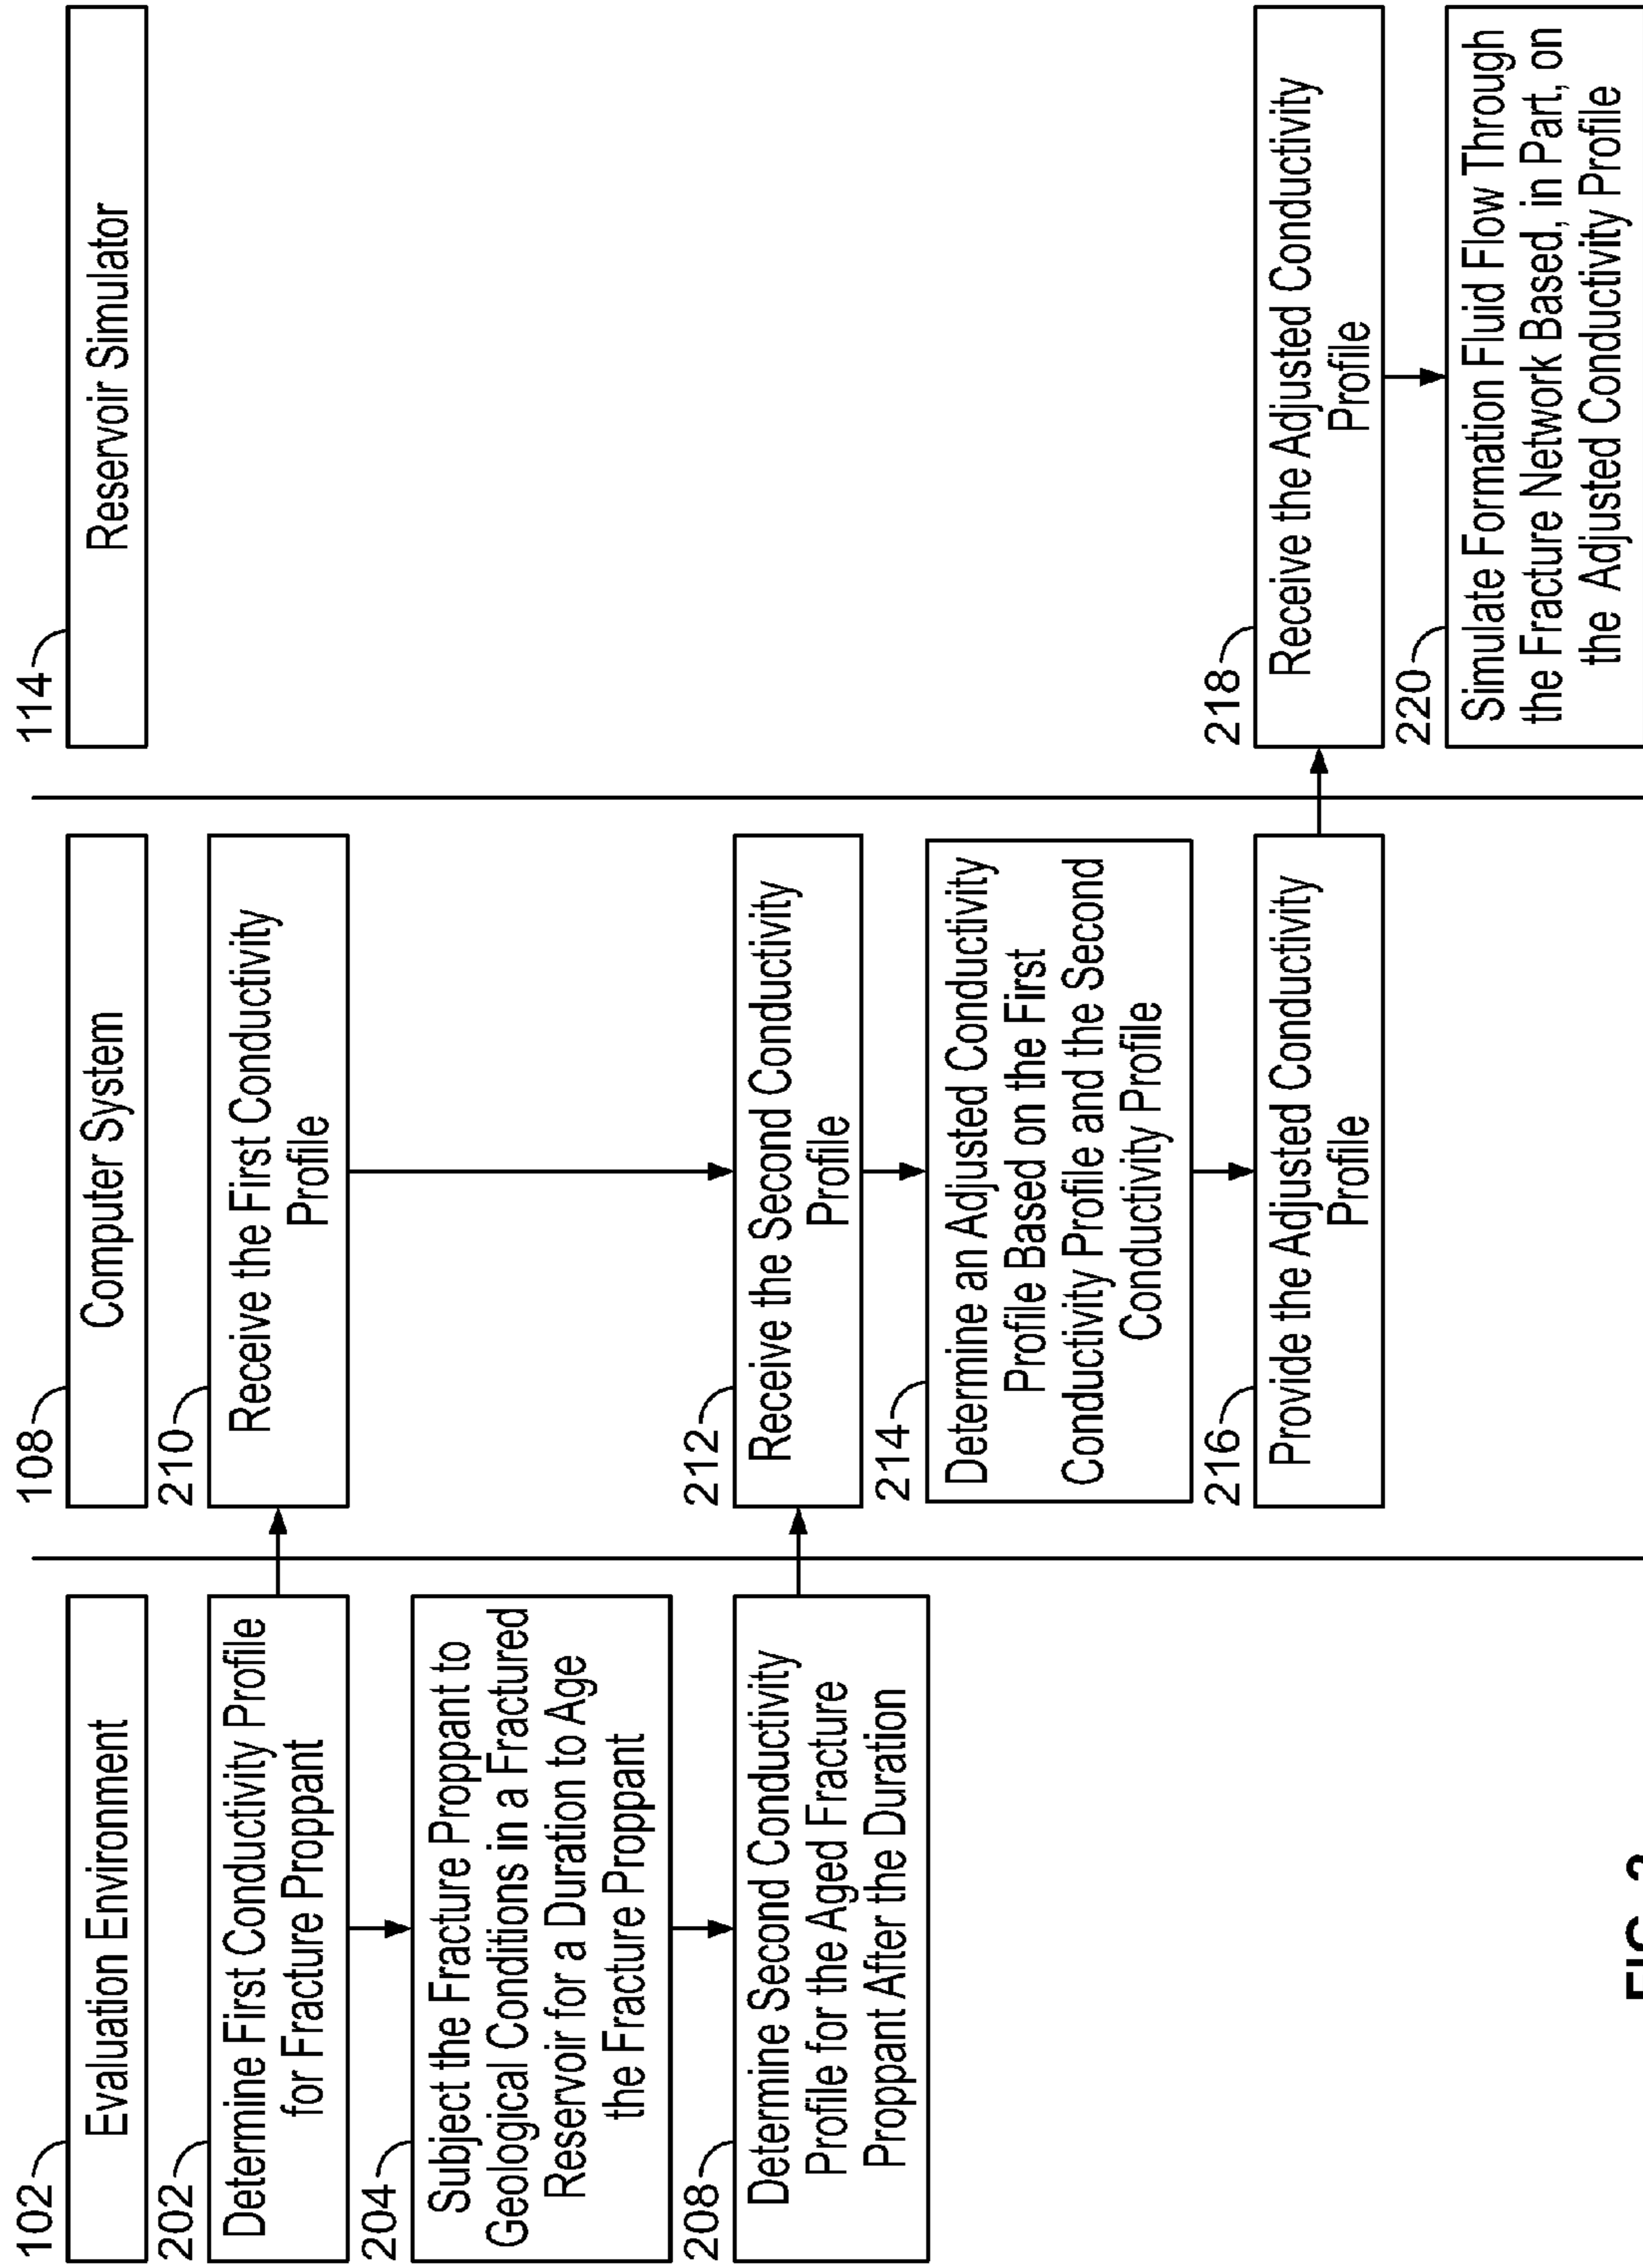 102
Evaluation Environment
202
Determine First Conductivity Profile
for Fracture Proppant
204
Subject the Fracture Proppant to
Geological Conditions in a Fractured
Reservoir for a Duration to Age
the Fracture Proppant
208
Determine Second Conductivity
Profile for the Aged Fracture
Proppant After the Duration
108
Computer System
210
Receive the First Conductivity
Profile
212
Receive the Second Conductivity
Profile
214
Determine an Adjusted Conductivity
Profile Based on the First
Conductivity Profile and the Second
Conductivity Profile
216
Provide the Adjusted Conductivity
Profile
114
Reservoir Simulator
218
Receive the Adjusted Conductivity
Profile
220
Simulate Formation Fluid Flow Through
the Fracture Network Based, in Part, on
the Adjusted Conductivity Profile
FIG.